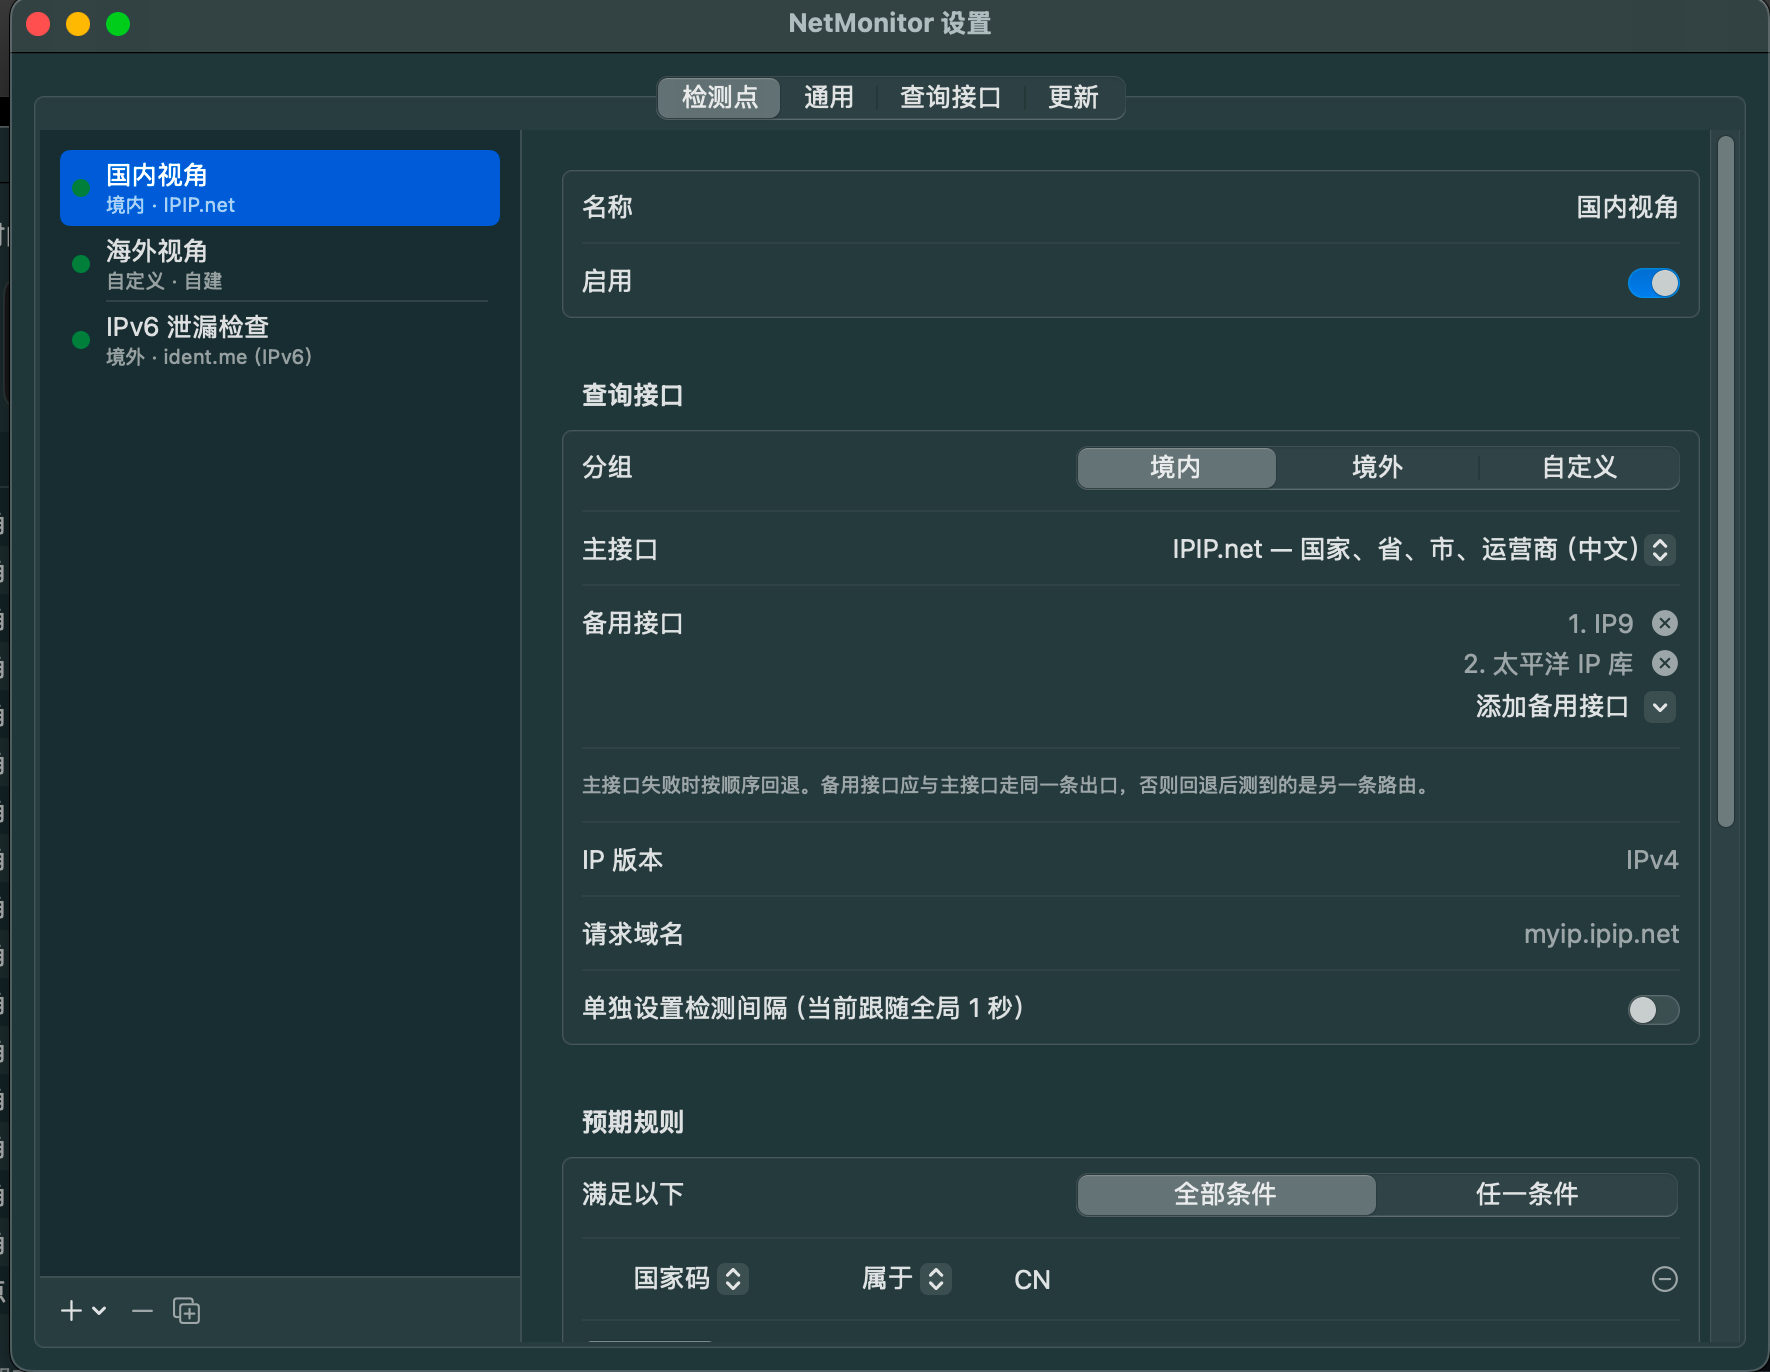 NetMonitor 设置
检测点 通用 查询接口 更新
国内视角
境内 · IPIP.net
海外视角
自定义 · 自建
IPv6 泄漏检查
境外 · ident.me (IPv6)
名称 国内视角
启用
查询接口
分组 境内 境外 自定义
主接口 IPIP.net — 国家、省、市、运营商 (中文)
备用接口 1. IP9
2. 太平洋 IP 库
添加备用接口
主接口失败时按顺序回退。备用接口应与主接口走同一条出口，否则回退后测到的是另一条路由。
IP 版本 IPv4
请求域名 myip.ipip.net
单独设置检测间隔 (当前跟随全局 1 秒)
预期规则
满足以下 全部条件 任一条件
国家码 属于 CN